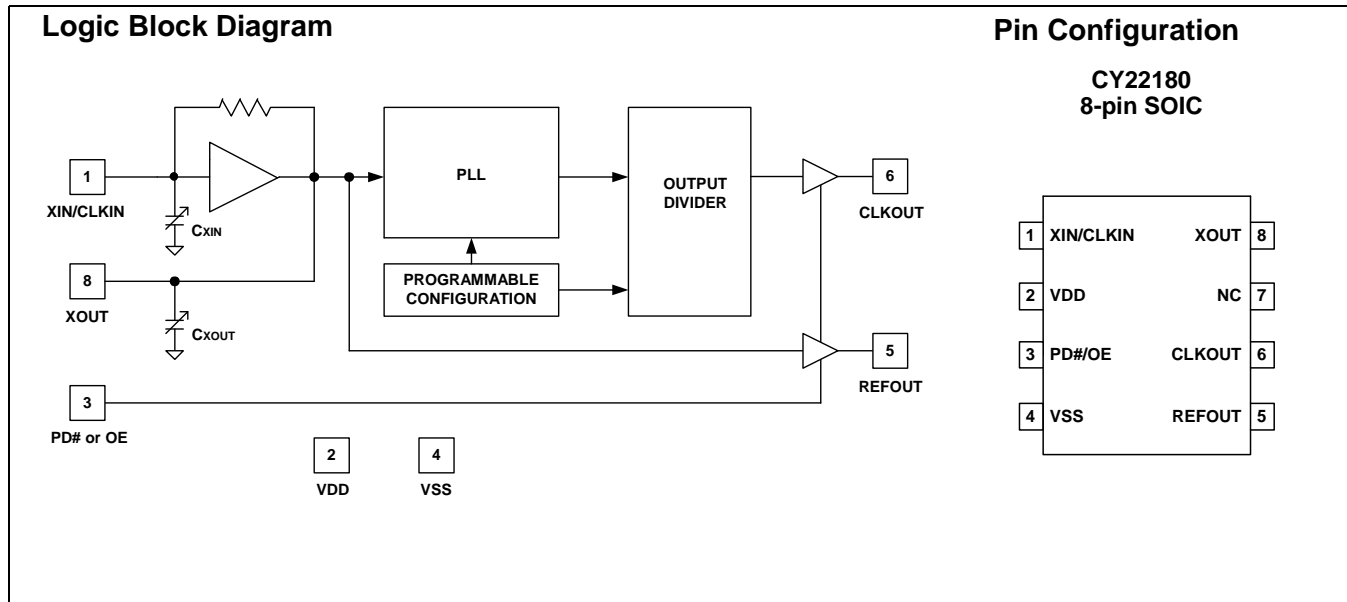 Logic Block Diagram
1
XIN/CLKIN
CXIN
8
XOUT
CXOUT
3
PD# or OE
PLL
PROGRAMMABLE
CONFIGURATION
OUTPUT
DIVIDER
6
CLKOUT
5
REFOUT
2
VDD
4
VSS
Pin Configuration
CY22180
8-pin SOIC
1 XIN/CLKIN XOUT 8
2 VDD NC 7
3 PD#/OE CLKOUT 6
4 VSS REFOUT 5